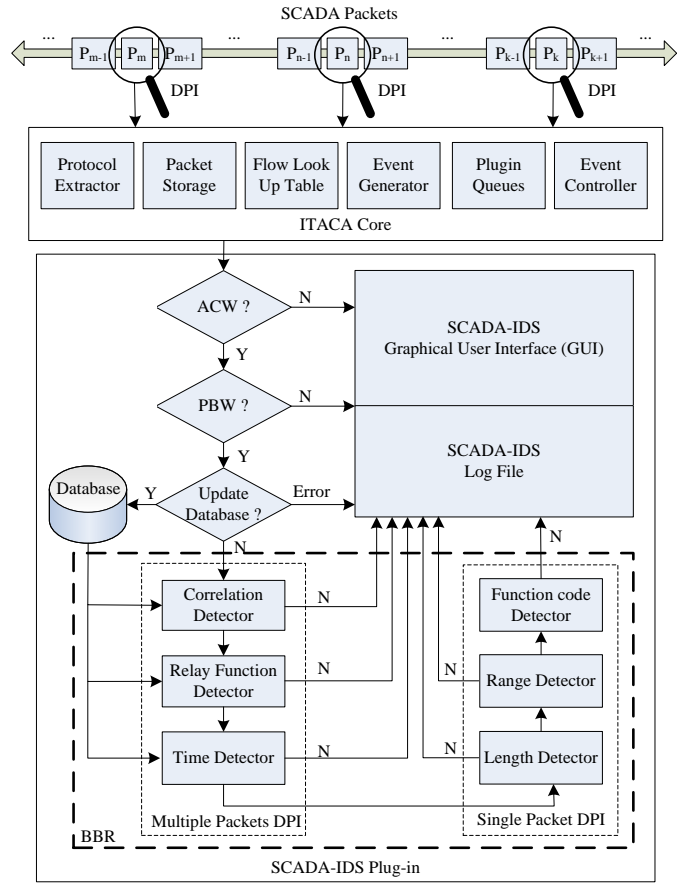 SCADA Packets
... ... ... ...
Pm-1 Pm Pm+1 Pn-1 Pn Pn+1 Pk-1 Pk Pk+1
DPI DPI DPI
Protocol
Extractor
Packet
Storage
Flow Look
Up Table
Event
Generator
Plugin
Queues
Event
Controller
ITACA Core
ACW ?
N
Y
SCADA-IDS
Graphical User Interface (GUI)
PBW ?
N
Y
SCADA-IDS
Log File
Database
Y
Update
Database ?
Error
N
N
Correlation
Detector
N
Function code
Detector
Relay Function
Detector
N
N
Range Detector
Time Detector
N
N
Length Detector
Multiple Packets DPI
Single Packet DPI
BBR
SCADA-IDS Plug-in